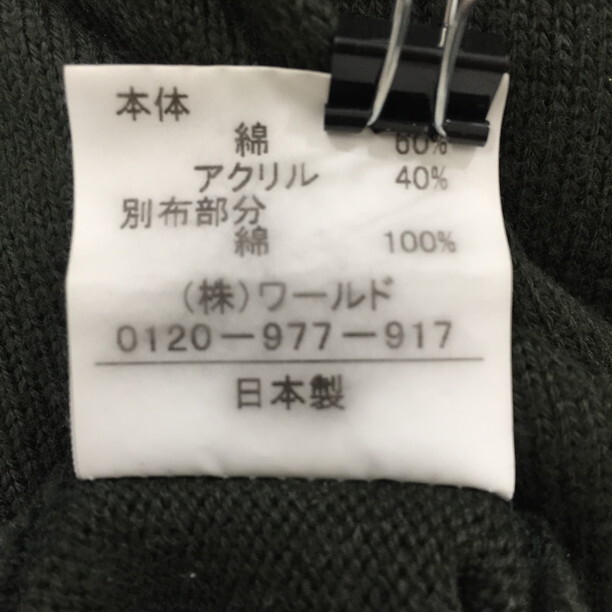 本体
綿 60%
アクリル 40%
別布部分
綿 100%
(株)ワールド
0120-977-917
日本製